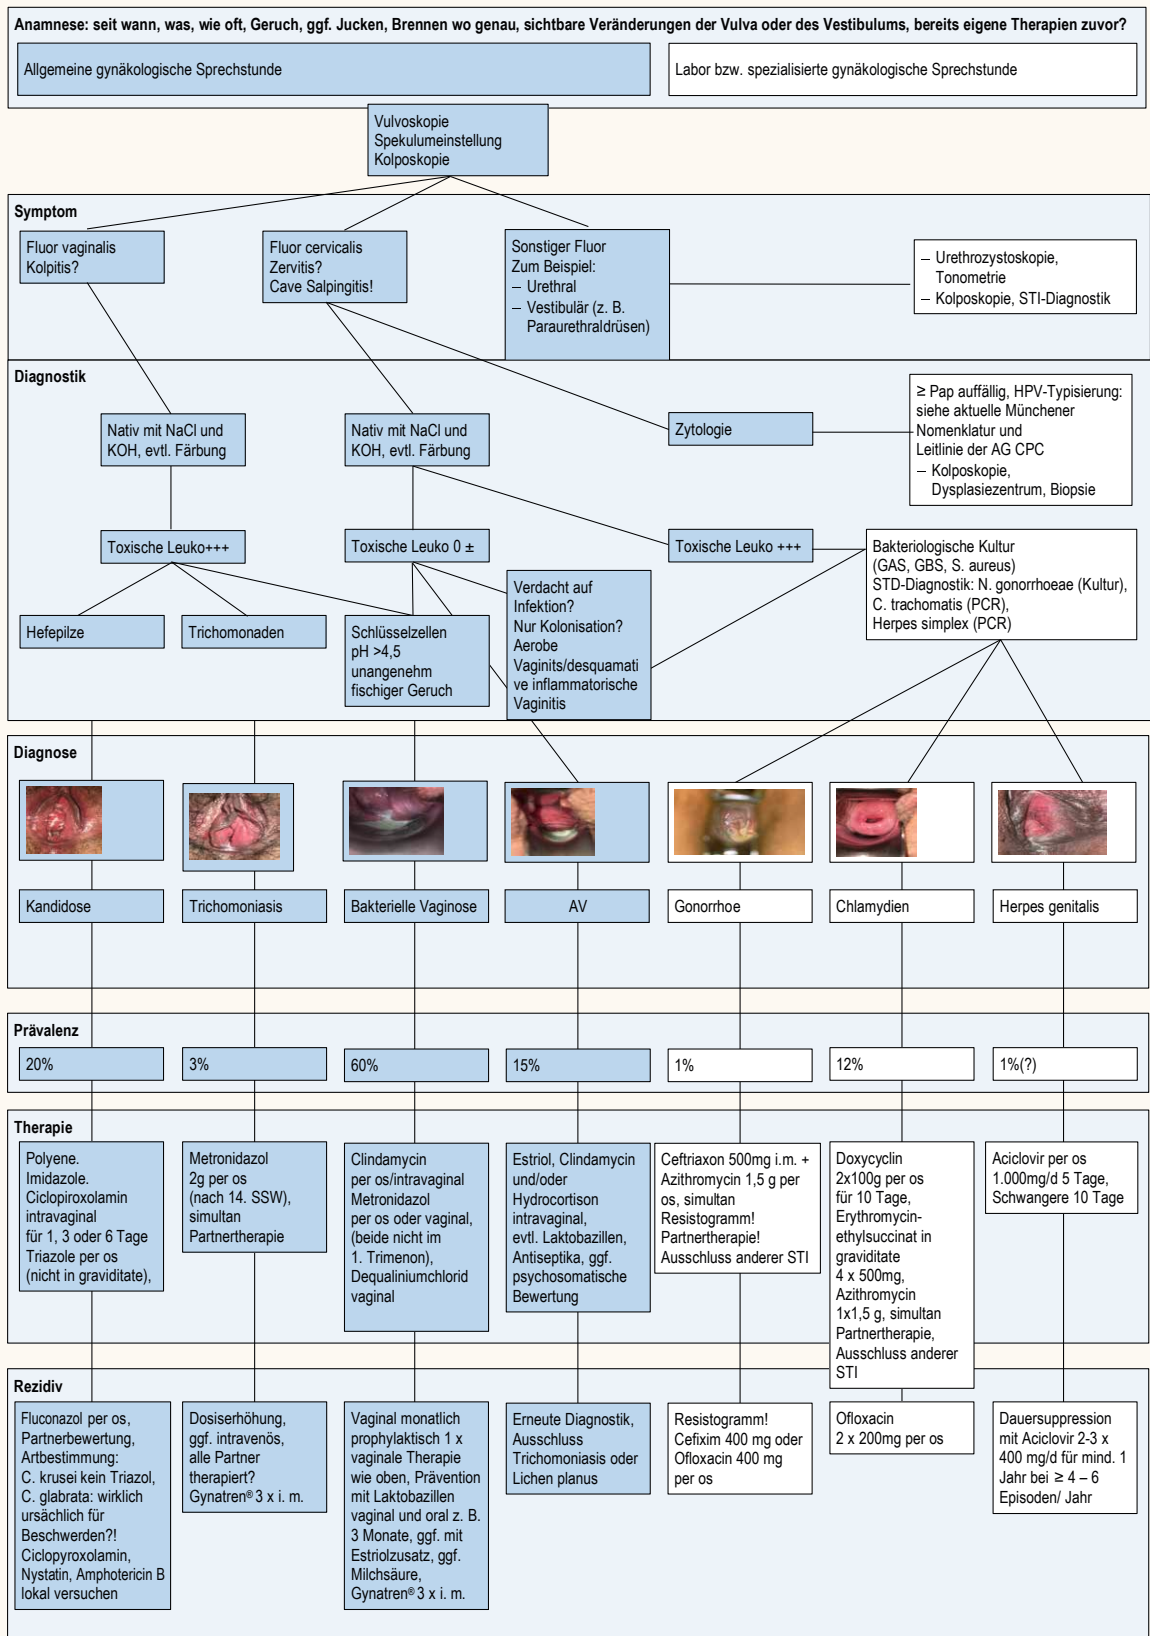 Anamnese: seit wann, was, wie oft, Geruch, ggf. Jucken, Brennen wo genau, sichtbare Veränderungen der Vulva oder des Vestibulums, bereits eigene Therapien zuvor?
Allgemeine gynäkologische Sprechstunde
Labor bzw. spezialisierte gynäkologische Sprechstunde
Vulvoskopie
Spekulumeinstellung
Kolposkopie
Symptom
Fluor vaginalis
Kolpitis?
Fluor cervicalis
Zervitis?
Cave Salpingitis!
Sonstiger Fluor
Zum Beispiel:
– Urethral
– Vestibulär (z. B.
Paraurethraldrüsen)
– Urethrozystoskopie,
Tonometrie
– Kolposkopie, STI-Diagnostik
Diagnostik
Nativ mit NaCl und
KOH, evtl. Färbung
Nativ mit NaCl und
KOH, evtl. Färbung
Zytologie
≥ Pap auffällig, HPV-Typisierung:
siehe aktuelle Münchener
Nomenklatur und
Leitlinie der AG CPC
– Kolposkopie,
Dysplasiezentrum, Biopsie
Toxische Leuko+++
Toxische Leuko 0 ±
Toxische Leuko +++
Bakteriologische Kultur
(GAS, GBS, S. aureus)
STD-Diagnostik: N. gonorrhoeae (Kultur),
C. trachomatis (PCR),
Herpes simplex (PCR)
Hefepilze
Trichomonaden
Schlüsselzellen
pH >4,5
unangenehm
fischiger Geruch
Verdacht auf
Infektion?
Nur Kolonisation?
Aerobe
Vaginits/desquamati
ve inflammatorische
Vaginitis
Diagnose
Kandidose
Trichomoniasis
Bakterielle Vaginose
AV
Gonorrhoe
Chlamydien
Herpes genitalis
Prävalenz
20%
3%
60%
15%
1%
12%
1%(?)
Therapie
Polyene.
Imidazole.
Ciclopiroxolamin
intravaginal
für 1, 3 oder 6 Tage
Triazole per os
(nicht in graviditate),
Metronidazol
2g per os
(nach 14. SSW),
simultan
Partnertherapie
Clindamycin
per os/intravaginal
Metronidazol
per os oder vaginal,
(beide nicht im
1. Trimenon),
Dequaliniumchlorid
vaginal
Estriol, Clindamycin
und/oder
Hydrocortison
intravaginal,
evtl. Laktobazillen,
Antiseptika, ggf.
psychosomatische
Bewertung
Ceftriaxon 500mg i.m. +
Azithromycin 1,5 g per
os, simultan
Resistogramm!
Partnertherapie!
Ausschluss anderer STI
Doxycyclin
2x100g per os
für 10 Tage,
Erythromycin-
ethylsuccinat in
graviditate
4 x 500mg,
Azithromycin
1x1,5 g, simultan
Partnertherapie,
Ausschluss anderer
STI
Aciclovir per os
1.000mg/d 5 Tage,
Schwangere 10 Tage
Rezidiv
Fluconazol per os,
Partnerbewertung,
Artbestimmung:
C. krusei kein Triazol,
C. glabrata: wirklich
ursächlich für
Beschwerden?!
Ciclopyroxolamin,
Nystatin, Amphotericin B
lokal versuchen
Dosiserhöhung,
ggf. intravenös,
alle Partner
therapiert?
Gynatren® 3 x i. m.
Vaginal monatlich
prophylaktisch 1 x
vaginale Therapie
wie oben, Prävention
mit Laktobazillen
vaginal und oral z. B.
3 Monate, ggf. mit
Estriolzusatz, ggf.
Milchsäure,
Gynatren® 3 x i. m.
Erneute Diagnostik,
Ausschluss
Trichomoniasis oder
Lichen planus
Resistogramm!
Cefixim 400 mg oder
Ofloxacin 400 mg
per os
Ofloxacin
2 x 200mg per os
Dauersuppression
mit Aciclovir 2-3 x
400 mg/d für mind. 1
Jahr bei ≥ 4 – 6
Episoden/ Jahr